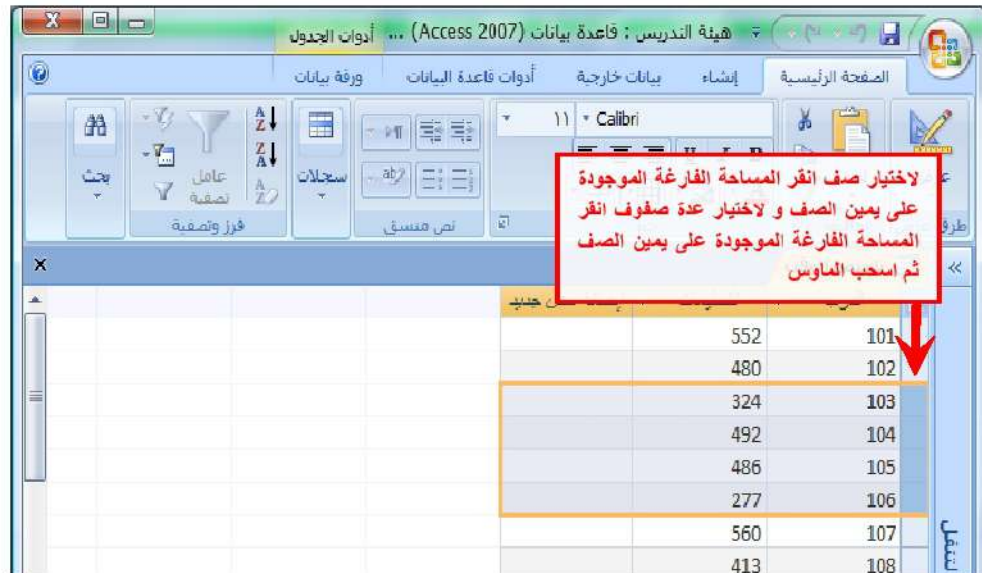 هيئة التدريس : قاعدة بيانات (Access 2007) ... أدوات الجدول
الصفحة الرئيسية إنشاء بيانات خارجية أدوات قاعدة البيانات ورقة بيانات
Calibri ١١
سجلات
عامل تصفية
بحث
نص منسق
فرز وتصفية
لاختيار صف انقر المساحة الفارغة الموجودة
على يمين الصف و لاختيار عدة صفوف انقر
المساحة الفارغة الموجودة على يمين الصف
ثم اسحب الماوس
101 552
102 480
103 324
104 492
105 486
106 277
107 560
108 413